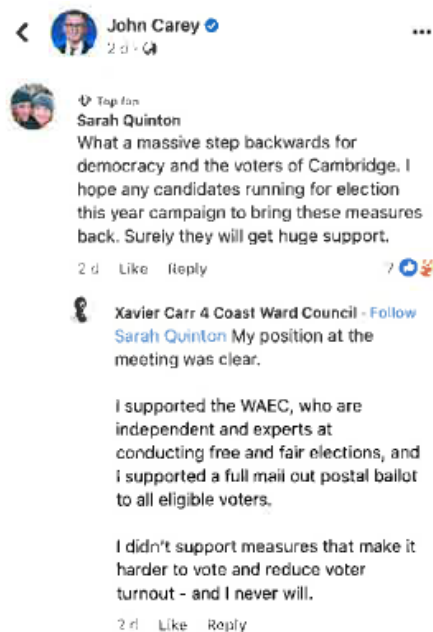 John Carey
2 d
Top fan
Sarah Quinton
What a massive step backwards for
democracy and the voters of Cambridge. I
hope any candidates running for election
this year campaign to bring these measures
back. Surely they will get huge support.
2 d Like Reply 7
Xavier Carr 4 Coast Ward Council · Follow
Sarah Quinton My position at the
meeting was clear.
I supported the WAEC, who are
independent and experts at
conducting free and fair elections, and
I supported a full mail out postal ballot
to all eligible voters.
I didn't support measures that make it
harder to vote and reduce voter
turnout - and I never will.
2 d Like Reply